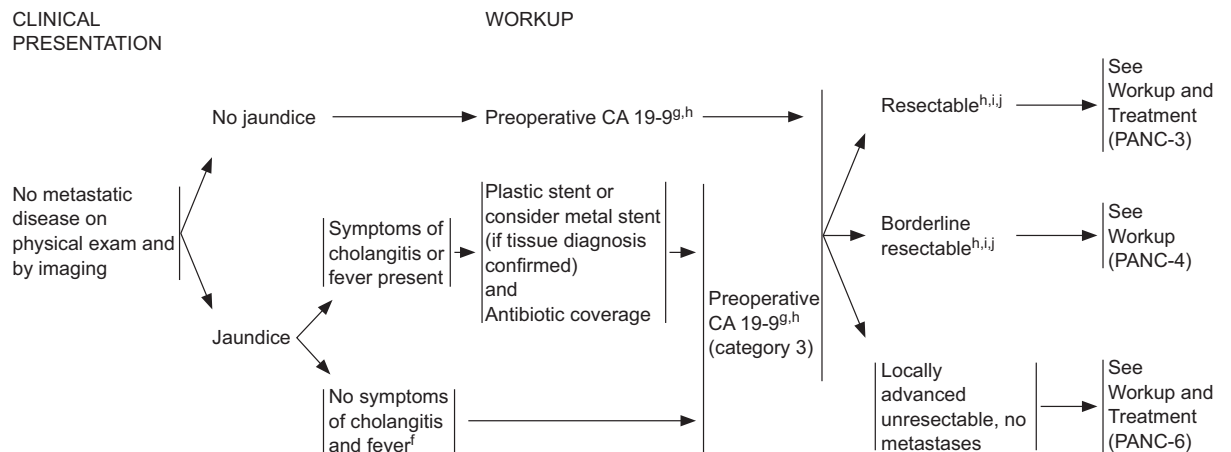 CLINICAL
PRESENTATION
WORKUP
No jaundice
Preoperative CA 19-9g,h
Resectableh,i,j
See
Workup and
Treatment
(PANC-3)
No metastatic
disease on
physical exam and
by imaging
Symptoms of
cholangitis or
fever present
Plastic stent or
consider metal stent
(if tissue diagnosis
confirmed)
and
Antibiotic coverage
Borderline
resectableh,i,j
See
Workup
(PANC-4)
Jaundice
Preoperative
CA 19-9g,h
(category 3)
No symptoms
of cholangitis
and feverf
Locally
advanced
unresectable, no
metastases
See
Workup and
Treatment
(PANC-6)